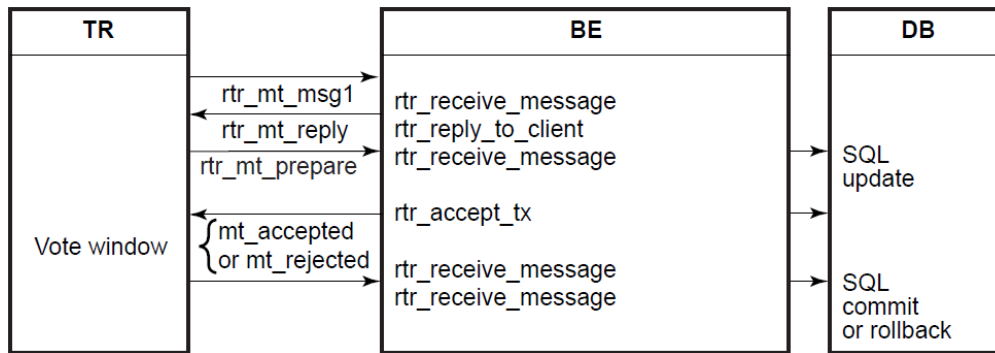 TR
BE
DB
rtr_mt_msg1
rtr_receive_message
rtr_reply_to_client
rtr_mt_reply
rtr_receive_message
rtr_mt_prepare
SQL
update
rtr_accept_tx
Vote window
mt_accepted
or mt_rejected
rtr_receive_message
rtr_receive_message
SQL
commit
or rollback